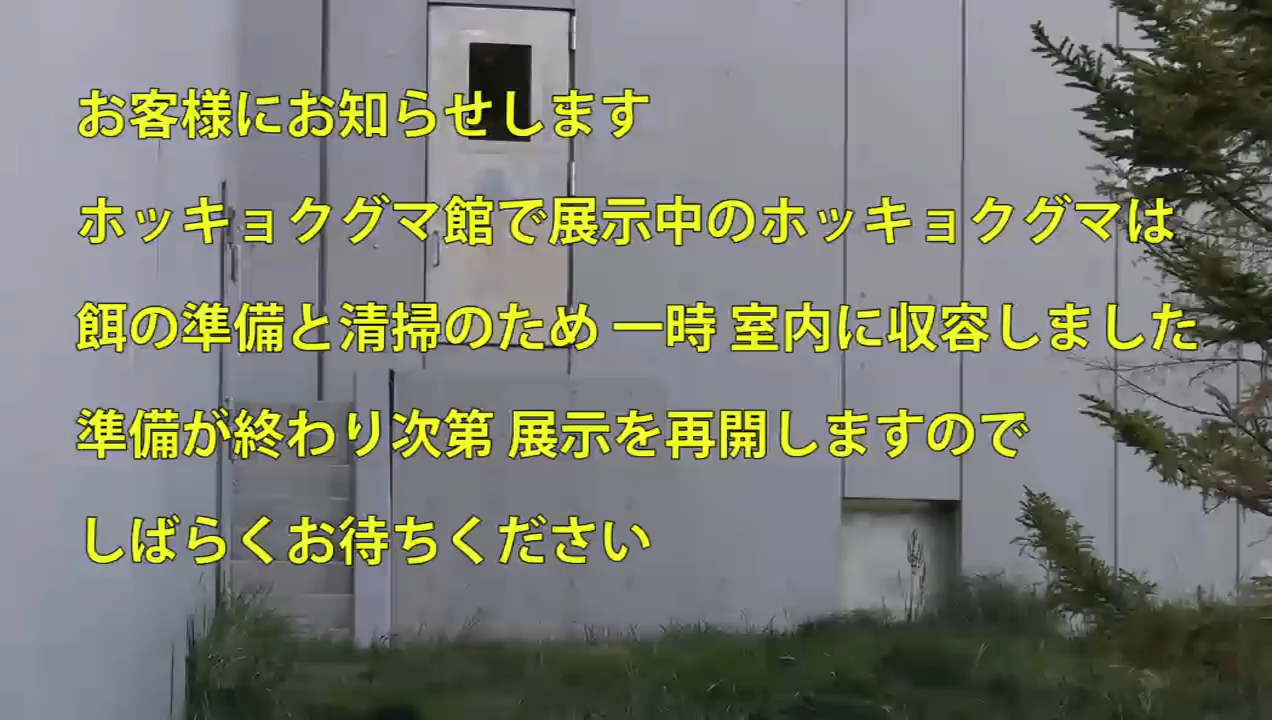 お客様にお知らせします
ホッキョクグマ館で展示中のホッキョクグマは
餌の準備と清掃のため 一時 室内に収容しました
準備が終わり次第 展示を再開しますので
しばらくお待ちください